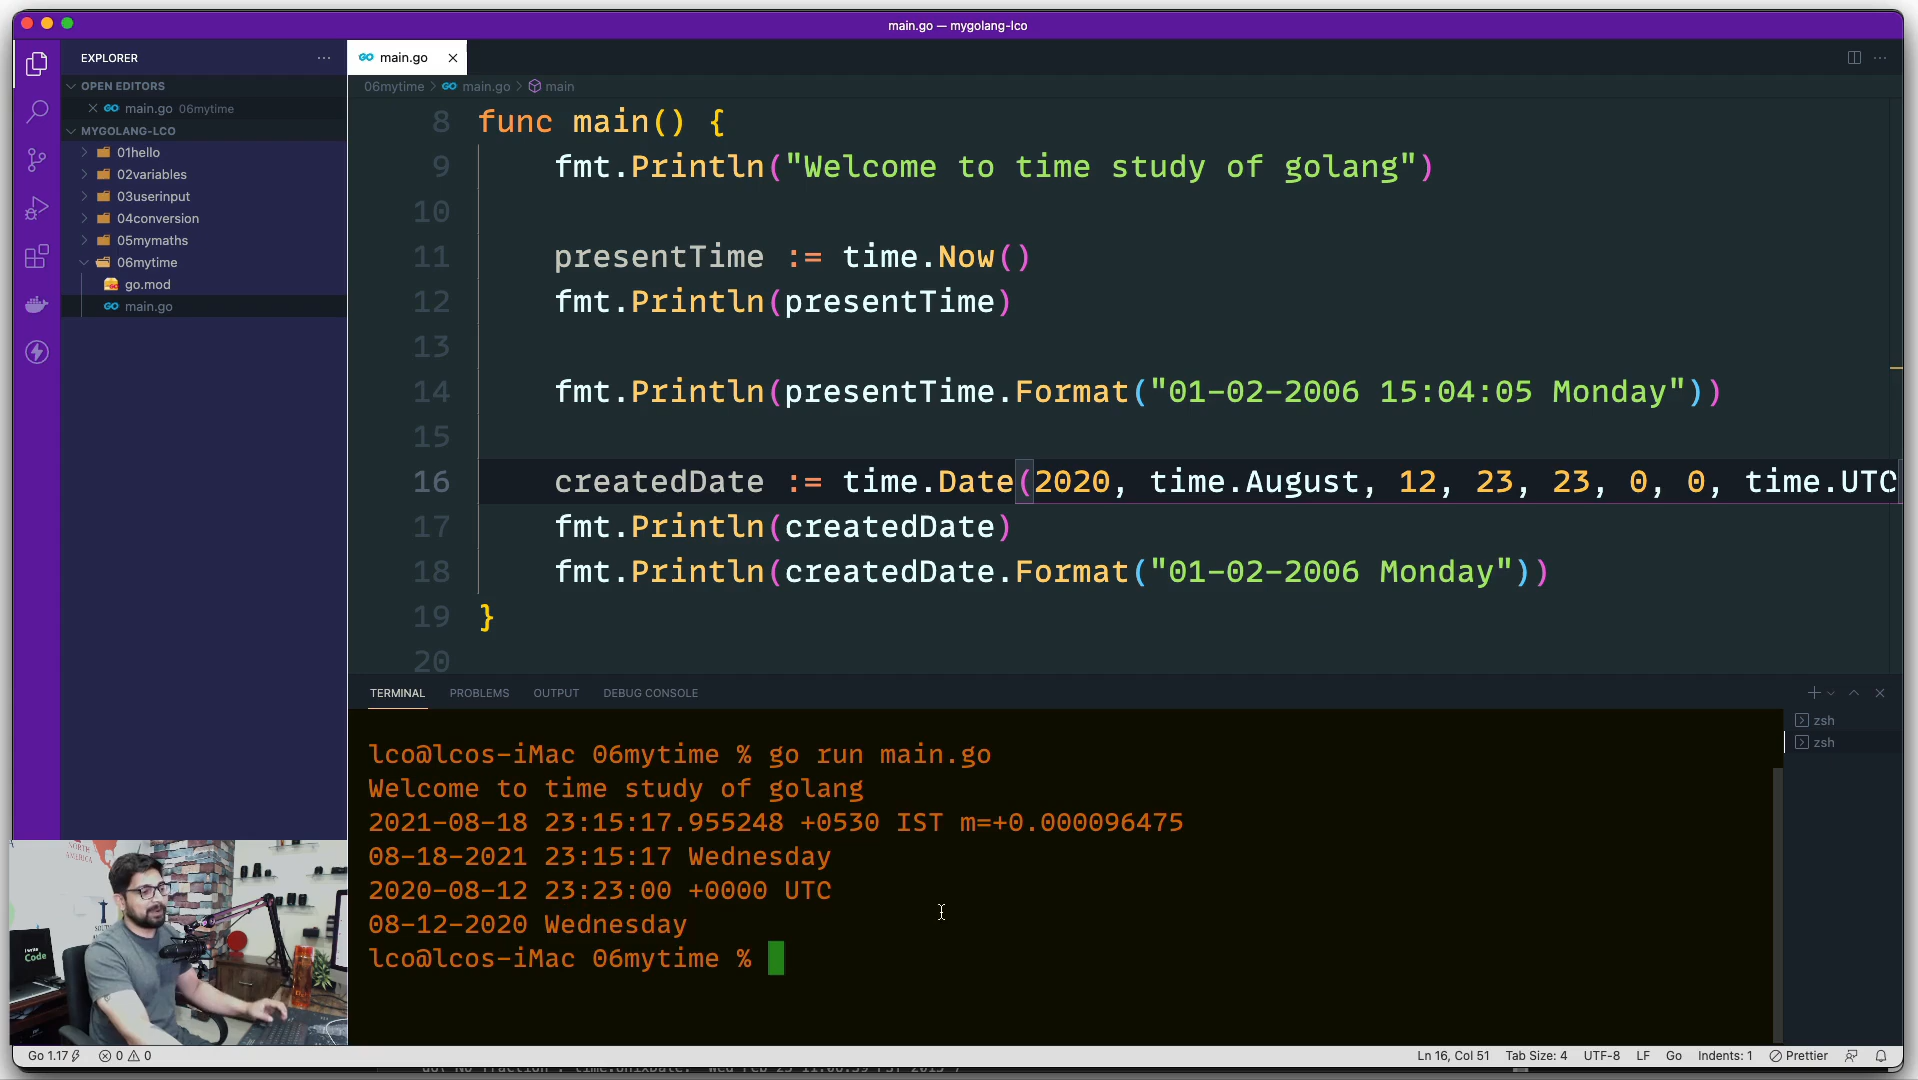 main.go — mygolang-lco
EXPLORER
main.go
OPEN EDITORS
main.go 06mytime
MYGOLANG-LCO
01hello
02variables
03userinput
04conversion
05mymaths
06mytime
go.mod
main.go
06mytime > main.go > main
8 func main() {
9 fmt.Println("Welcome to time study of golang")
10
11 presentTime := time.Now()
12 fmt.Println(presentTime)
13
14 fmt.Println(presentTime.Format("01-02-2006 15:04:05 Monday"))
15
16 createdDate := time.Date(2020, time.August, 12, 23, 23, 0, 0, time.UTC
17 fmt.Println(createdDate)
18 fmt.Println(createdDate.Format("01-02-2006 Monday"))
19 }
20
TERMINAL PROBLEMS OUTPUT DEBUG CONSOLE
zsh
zsh
lco@lcos-iMac 06mytime % go run main.go
Welcome to time study of golang
2021-08-18 23:15:17.955248 +0530 IST m=+0.000096475
08-18-2021 23:15:17 Wednesday
2020-08-12 23:23:00 +0000 UTC
08-12-2020 Wednesday
lco@lcos-iMac 06mytime %
NORTH
AMERICA
SOUTH
I write
Code
Go 1.17 0 0 Ln 16, Col 51 Tab Size: 4 UTF-8 LF Go Indents: 1 Prettier